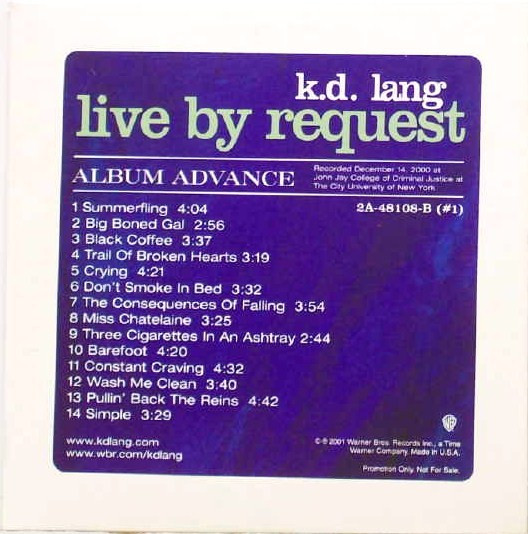 k.d. lang
live by request
ALBUM ADVANCE
Recorded December 14, 2000 at
John Jay College of Criminal Justice at
The City University of New York
2A-48108-B (#1)
1 Summerfling 4:04
2 Big Boned Gal 2:56
3 Black Coffee 3:37
4 Trail Of Broken Hearts 3:19
5 Crying 4:21
6 Don't Smoke In Bed 3:32
7 The Consequences Of Falling 3:54
8 Miss Chatelaine 3:25
9 Three Cigarettes In An Ashtray 2:44
10 Barefoot 4:20
11 Constant Craving 4:32
12 Wash Me Clean 3:40
13 Pullin' Back The Reins 4:42
14 Simple 3:29
www.kdlang.com
www.wbr.com/kdlang
©℗ 2001 Warner Bros. Records Inc., a Time
Warner Company. Made in U.S.A.
Promotion Only. Not For Sale.